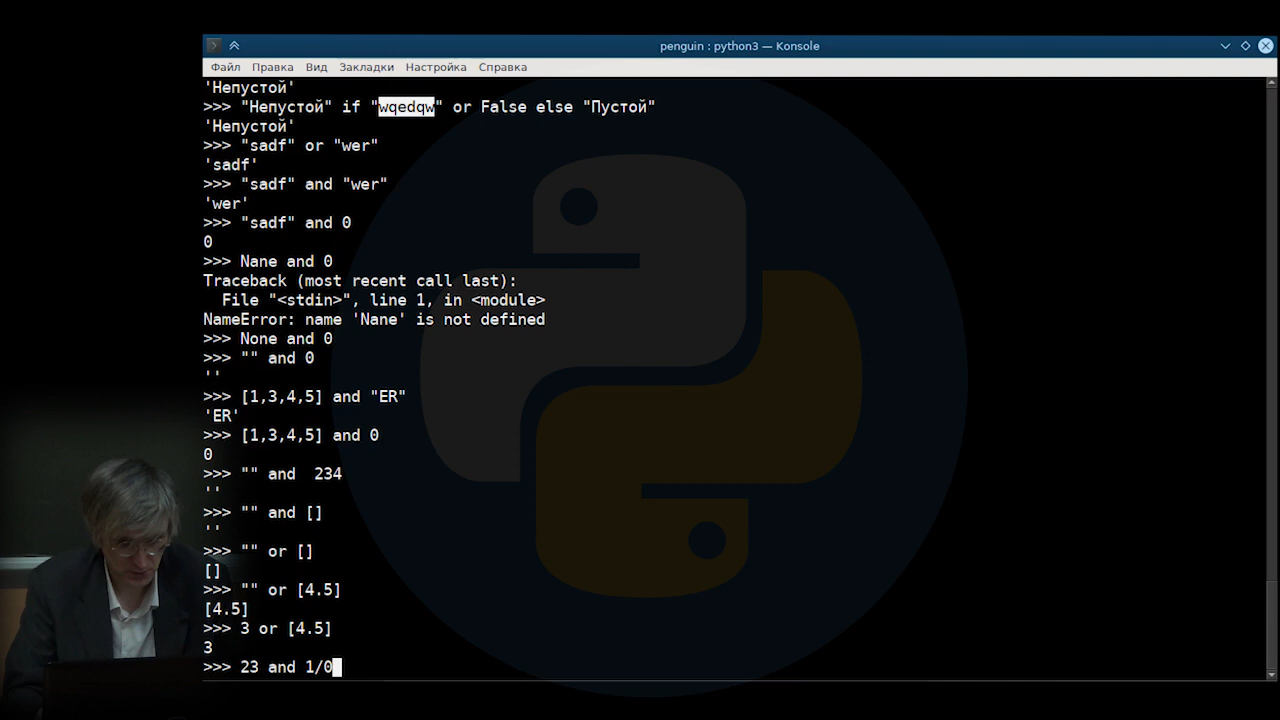 penguin : python3 — Konsole
Файл Правка Вид Закладки Настройка Справка
'Непустой'
>>> "Непустой" if "wqedqw" or False else "Пустой"
'Непустой'
>>> "sadf" or "wer"
'sadf'
>>> "sadf" and "wer"
'wer'
>>> "sadf" and 0
0
>>> Nane and 0
Traceback (most recent call last):
  File "<stdin>", line 1, in <module>
NameError: name 'Nane' is not defined
>>> None and 0
>>> "" and 0
''
>>> [1,3,4,5] and "ER"
'ER'
>>> [1,3,4,5] and 0
0
>>> "" and  234
''
>>> "" and []
''
>>> "" or []
[]
>>> "" or [4.5]
[4.5]
>>> 3 or [4.5]
3
>>> 23 and 1/0